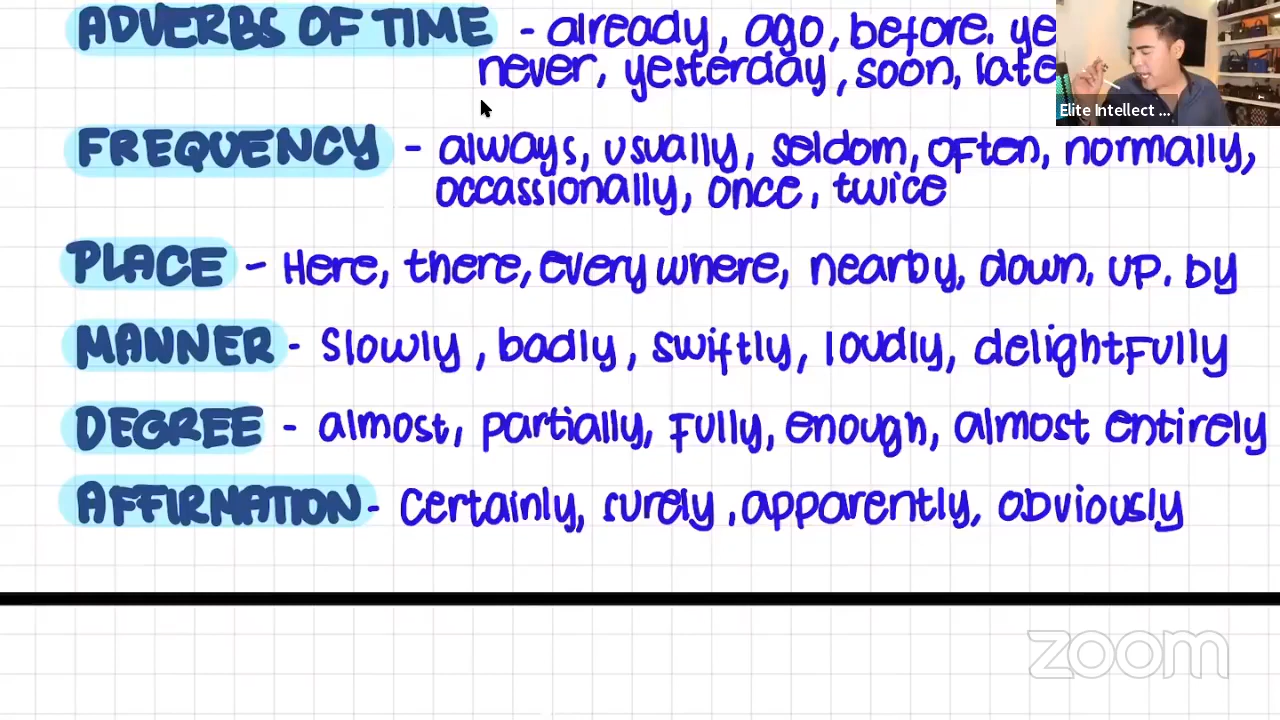 ADVERBS OF TIME - already, ago, before. ye
never, yesterday, soon, late
Elite Intellect ...
FREQUENCY - always, usually, seldom, often, normally,
occassionally, once, twice
PLACE - Here, there, everywhere, nearby, down, up. by
MANNER - Slowly, badly, swiftly, loudly, delightfully
DEGREE - almost, partially, fully, enough, almost entirely
AFFIRMATION - Certainly, surely, apparently, obviously
zoom